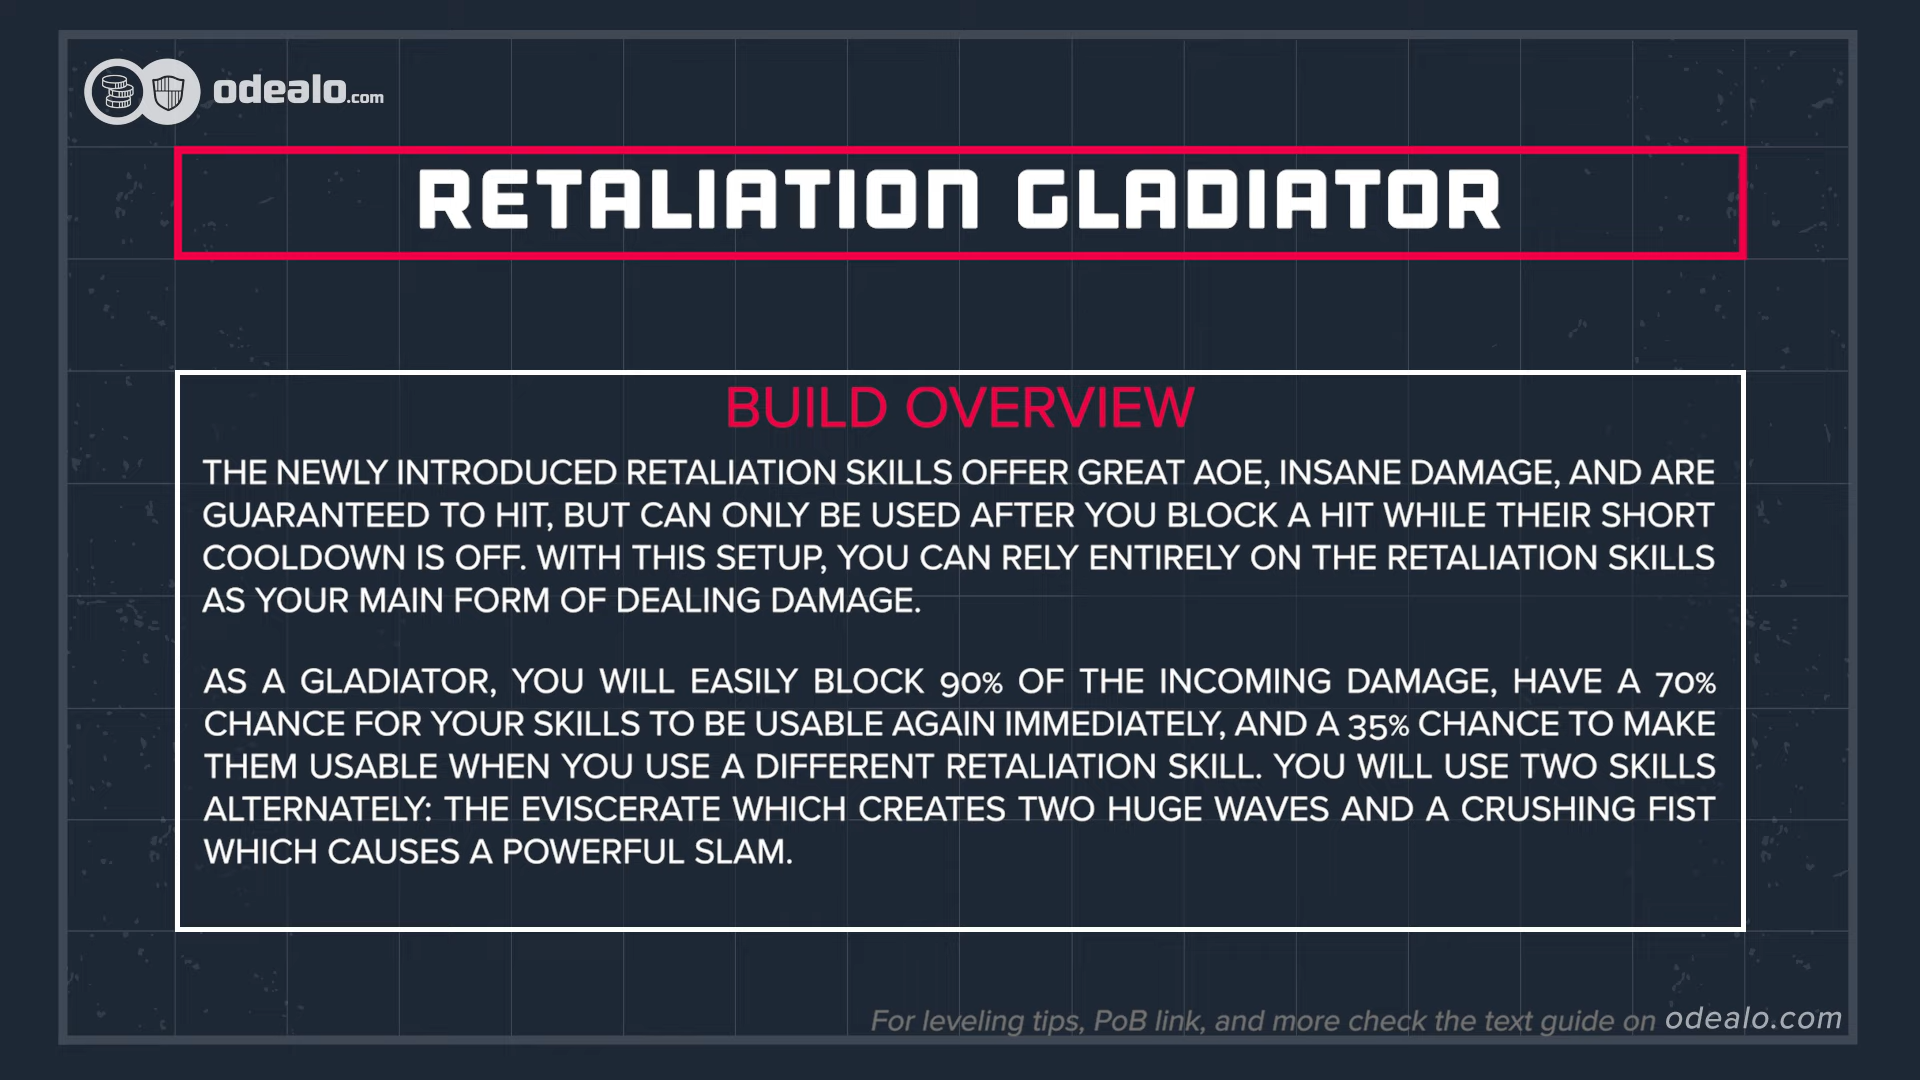 odealo.com
RETALIATION GLADIATOR
BUILD OVERVIEW
THE NEWLY INTRODUCED RETALIATION SKILLS OFFER GREAT AOE, INSANE DAMAGE, AND ARE
GUARANTEED TO HIT, BUT CAN ONLY BE USED AFTER YOU BLOCK A HIT WHILE THEIR SHORT
COOLDOWN IS OFF. WITH THIS SETUP, YOU CAN RELY ENTIRELY ON THE RETALIATION SKILLS
AS YOUR MAIN FORM OF DEALING DAMAGE.
AS A GLADIATOR, YOU WILL EASILY BLOCK 90% OF THE INCOMING DAMAGE, HAVE A 70%
CHANCE FOR YOUR SKILLS TO BE USABLE AGAIN IMMEDIATELY, AND A 35% CHANCE TO MAKE
THEM USABLE WHEN YOU USE A DIFFERENT RETALIATION SKILL. YOU WILL USE TWO SKILLS
ALTERNATELY: THE EVISCERATE WHICH CREATES TWO HUGE WAVES AND A CRUSHING FIST
WHICH CAUSES A POWERFUL SLAM.
For leveling tips, PoB link, and more check the text guide on odealo.com